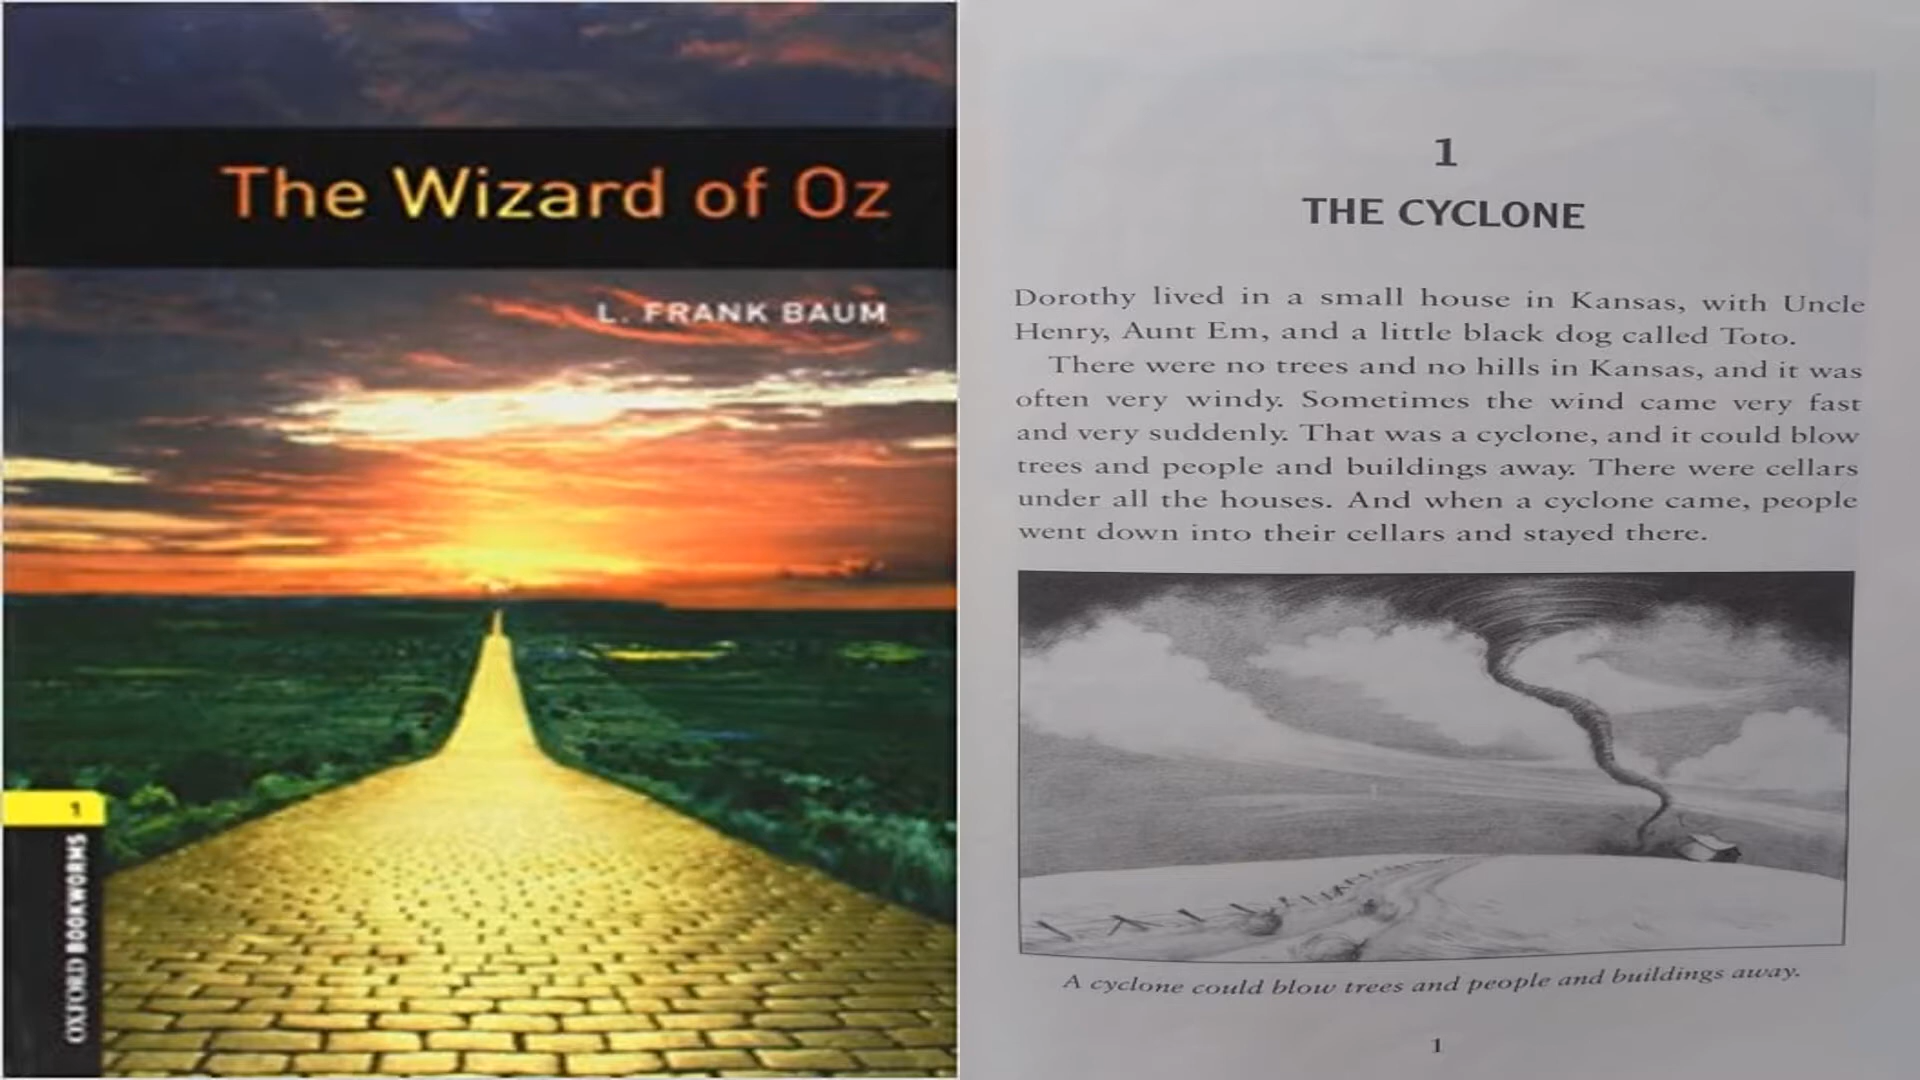 The Wizard of Oz
L. FRANK BAUM
1
OXFORD BOOKWORMS
1
THE CYCLONE
Dorothy lived in a small house in Kansas, with Uncle
Henry, Aunt Em, and a little black dog called Toto.
There were no trees and no hills in Kansas, and it was
often very windy. Sometimes the wind came very fast
and very suddenly. That was a cyclone, and it could blow
trees and people and buildings away. There were cellars
under all the houses. And when a cyclone came, people
went down into their cellars and stayed there.
A cyclone could blow trees and people and buildings away.
1